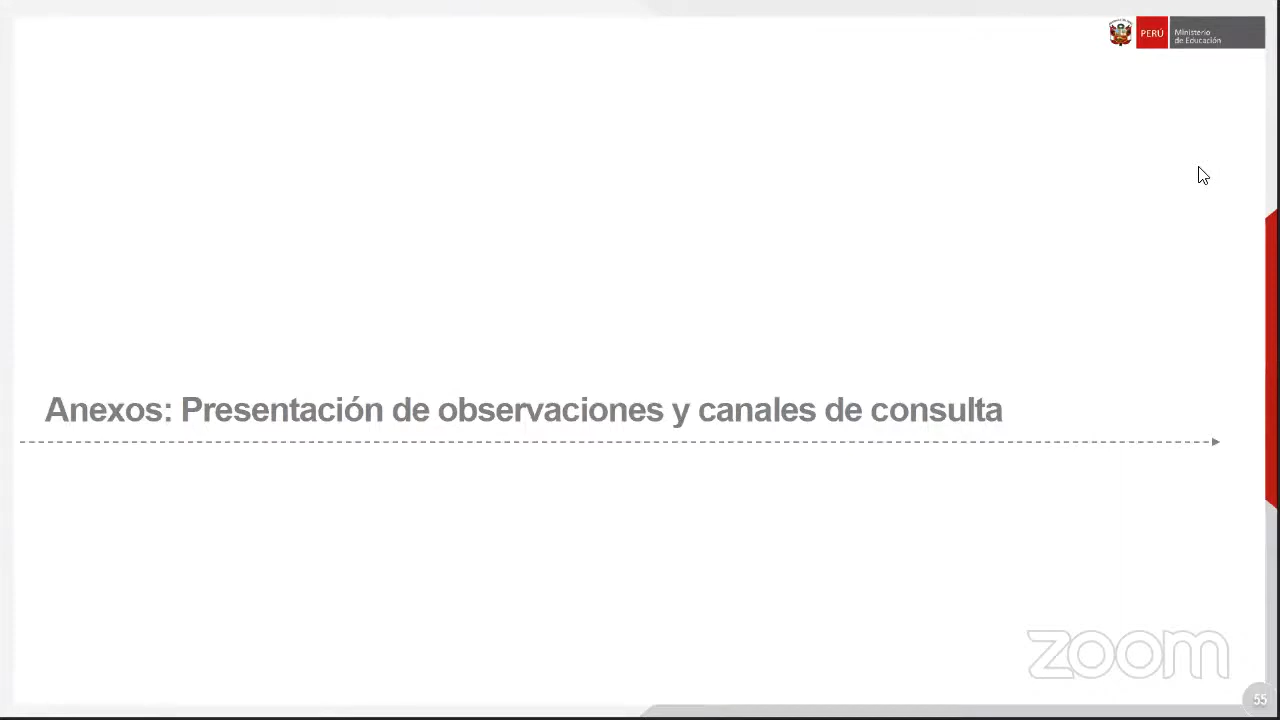 PERÚ
Ministerio
de Educación
Anexos: Presentación de observaciones y canales de consulta
zoom
55